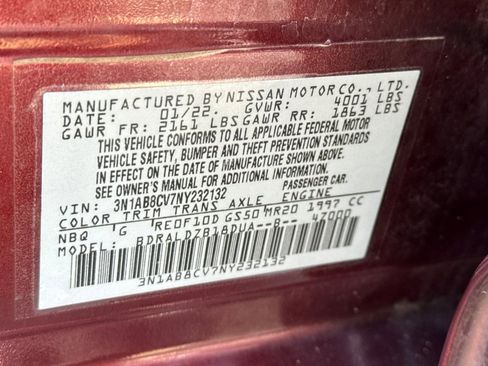 MANUFACTURED BY NISSAN MOTOR CO., LTD.
DATE: 01/22. GVWR: 4001 LBS
GAWR FR: 2161 LBS GAWR RR: 1863 LBS
THIS VEHICLE CONFORMS TO ALL APPLICABLE FEDERAL MOTOR
VEHICLE SAFETY, BUMPER AND THEFT PREVENTION STANDARDS
IN EFFECT ON THE DATE OF MANUFACTURE SHOWN ABOVE.
SEE OWNER'S MANUAL FOR ADDITIONAL INFORMATION.
VIN: 3N1AB8CV7NY232132 PASSENGER CAR.
COLOR TRIM TRANS AXLE ENGINE
NBQ G RE0F10D GS50 MR20 1997 CC
MODEL: BDRALDZB18DUA--B-- 47000
3N1AB8CV7NY232132